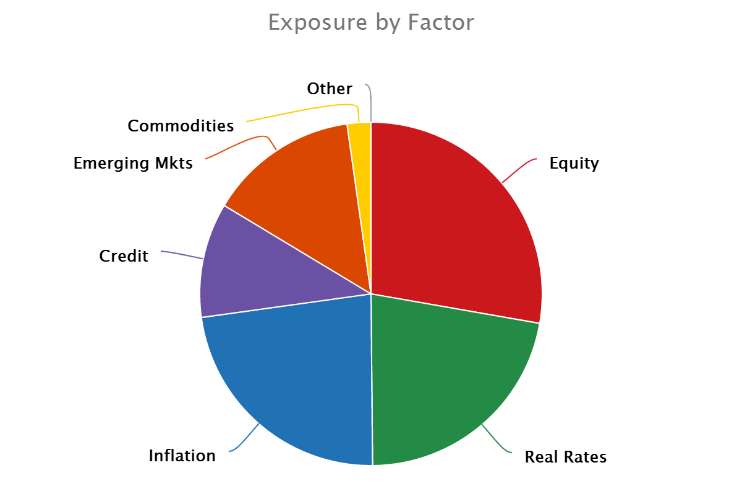 Exposure by Factor
Other
Commodities
Emerging Mkts
Equity
Credit
Inflation
Real Rates